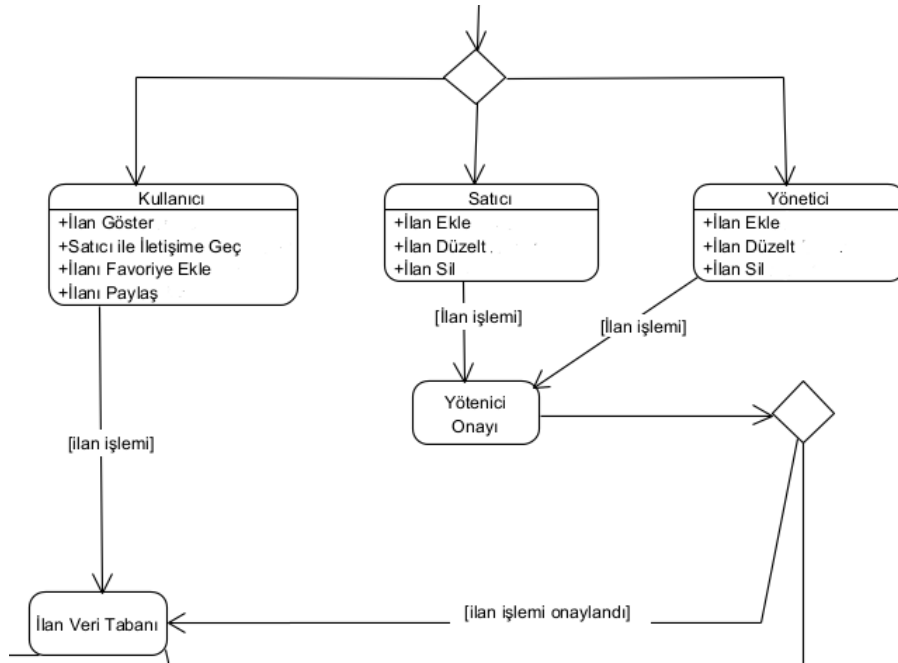 Kullanıcı
+İlan Göster
+Satıcı ile İletişime Geç
+İlanı Favoriye Ekle
+İlanı Paylaş
Satıcı
+İlan Ekle
+İlan Düzelt
+İlan Sil
Yönetici
+İlan Ekle
+İlan Düzelt
+İlan Sil
[İlan işlemi]
[İlan işlemi]
Yötenici
Onayı
[ilan işlemi]
İlan Veri Tabanı
[ilan işlemi onaylandı]